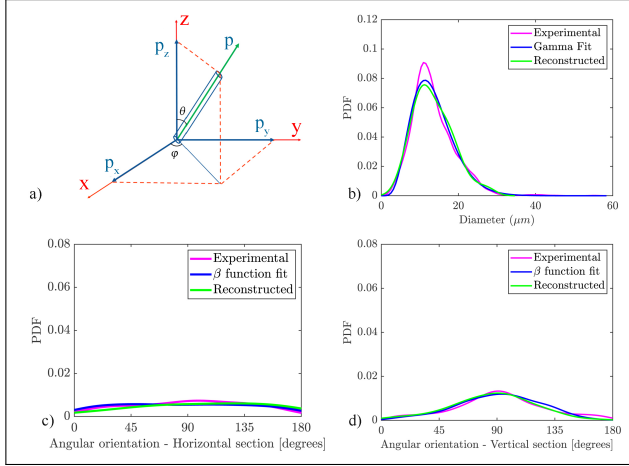 z
p_z
p
θ
p_y
y
φ
p_x
x
a)
PDF
0.12
0.1
0.08
0.06
0.04
0.02
0
Experimental
Gamma Fit
Reconstructed
0
20
40
60
Diameter (μm)
b)
PDF
0.08
0.06
0.04
0.02
0
Experimental
β function fit
Reconstructed
c)
0
45
90
135
180
Angular orientation - Horizontal section [degrees]
PDF
0.08
0.06
0.04
0.02
0
Experimental
β function fit
Reconstructed
d)
0
45
90
135
180
Angular orientation - Vertical section [degrees]